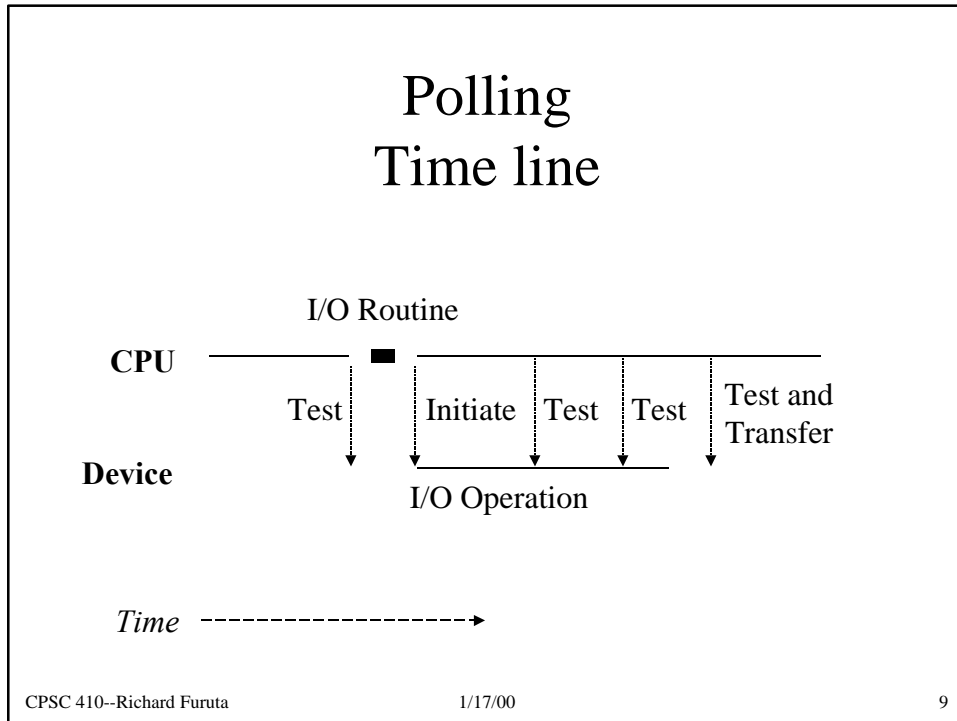 Polling
Time line
I/O Routine
CPU
Test
Initiate
Test
Test
Test and
Transfer
Device
I/O Operation
Time
CPSC 410--Richard Furuta 1/17/00 9